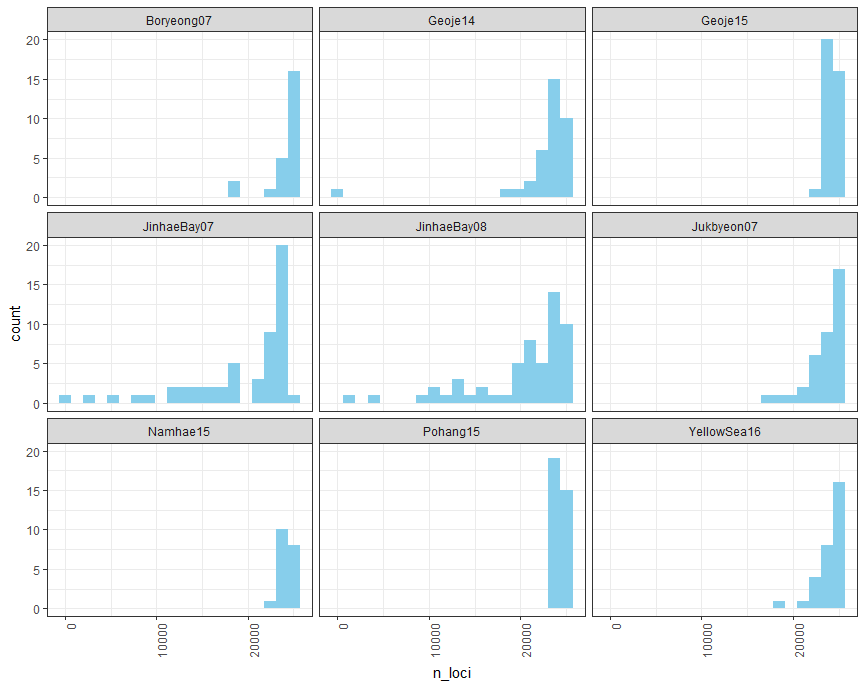 Boryeong07 Geoje14 Geoje15
20
15
10
5
0
JinhaeBay07 JinhaeBay08 Jukbyeon07
20
15
10
5
0
count
Namhae15 Pohang15 YellowSea16
20
15
10
5
0
0 10000 20000 0 10000 20000 0 10000 20000
n_loci